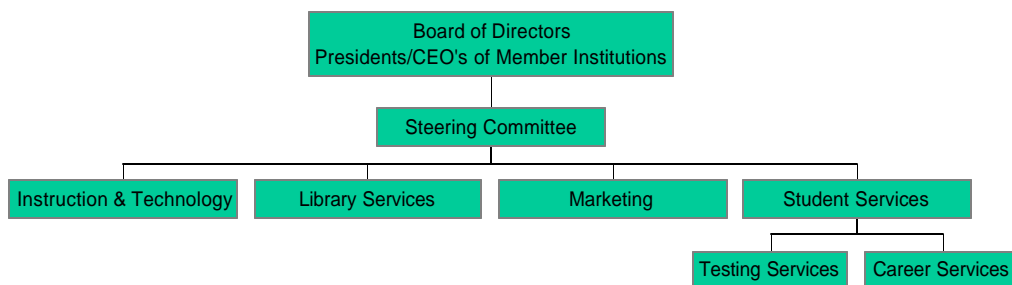 Board of Directors
Presidents/CEO's of Member Institutions
Steering Committee
Instruction & Technology
Library Services
Marketing
Student Services
Testing Services
Career Services